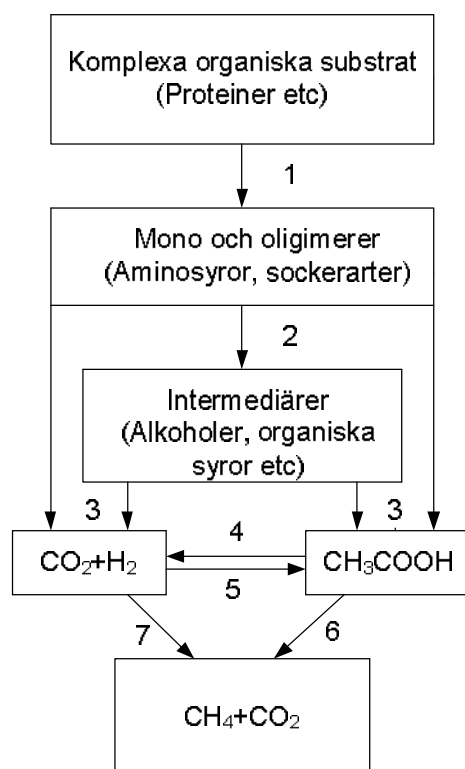 Komplexa organiska substrat
(Proteiner etc)
1
Mono och oligimerer
(Aminosyror, sockerarter)
2
Intermediärer
(Alkoholer, organiska
syror etc)
3
3
4
CO₂+H₂
CH₃COOH
5
7
6
CH₄+CO₂